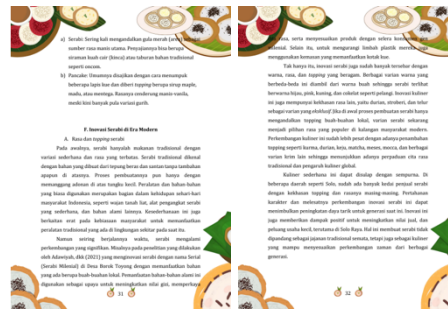 a) Serabi: Sering kali mengandalkan gula merah (aren) sebagai
sumber rasa manis utama. Penyajiannya bisa berupa
siraman kuah cair (kinca) atau taburan bahan tradisional
seperti oncom.
b) Pancake: Umumnya disajikan dengan cara menumpuk
beberapa lapis kue dan diberi topping berupa sirup maple,
madu, atau mentega. Rasanya cenderung manis-vanila,
meski kini banyak pula variasi gurih.
F. Inovasi Serabi di Era Modern
A. Rasa dan topping serabi
Pada awalnya, serabi hanyalah makanan tradisional dengan
variasi sederhana dan rasa yang terbatas. Serabi tradisional dikenal
dengan bahan yang dibuat dari tepung beras dan santan tanpa tambahan
apapun di atasnya. Proses pembuatannya pun hanya dengan
memanggang adonan di atas tungku kecil. Peralatan dan bahan-bahan
yang biasa digunakan merupakan bagian dalam kehidupan sehari-hari
masyarakat Indonesia, seperti wajan tanah liat, alat pengangkat serabi
yang sederhana, dan bahan alami lainnya. Kesederhanaan ini juga
berkaitan erat pada kebiasaan masyarakat untuk memanfaatkan
peralatan tradisional yang ada di lingkungan sekitar pada saat itu.
Namun seiring berjalannya waktu, serabi mengalami
perkembangan yang signifikan. Misalnya pada penelitian yang dilakukan
oleh Adawiyah, dkk (2021) yang menginovasi serabi dengan nama Serial
(Serabi Milenial) di Desa Borok Toyang dengan memanfaatkan bahan
yang ada berupa buah-buahan lokal. Pemanfaatan bahan-bahan alami ini
digunakan sebagai upaya untuk meningkatkan nilai gizi, memperkaya
31
rasa, serta menyesuaikan produk dengan selera konsumen
milenial. Selain itu, untuk mengurangi limbah plastik mereka juga
menggunakan kemasan yang memanfaatkan kotak kue.
Tak hanya itu, inovasi serabi juga sudah banyak tersebar dengan
warna, rasa, dan topping yang beragam. Berbagai varian warna yang
berbeda-beda ini diambil dari warna buah sehingga serabi terlihat
berwarna hijau, pink, kuning, dan cokelat seperti pelangi. Inovasi kuliner
ini juga mempunyai kekhasan rasa lain, yaitu durian, stroberi, dan telur
sebagai varian yang eksklusif. Jika di awal proses pembuatan serabi hanya
mengandalkan topping buah-buahan lokal, varian serabi sekarang
menjadi pilihan rasa yang populer di kalangan masyarakat modern.
Perkembangan kuliner ini sudah lebih pesat dengan adanya penambahan
topping seperti kurma, durian, keju, matcha, meses, mocca, dan berbagai
varian krim lain sehingga menunjukkan adanya perpaduan cita rasa
tradisional dan pengaruh kuliner global.
Kuliner sederhana ini dapat disulap dengan sempurna. Di
beberapa daerah seperti Solo, sudah ada banyak kedai penjual serabi
dengan kekhasan topping dan rasanya masing-masing. Pertahanan
karakter dan melesatnya perkembangan inovasi serabi ini dapat
menimbulkan peningkatan daya tarik untuk generasi saat ini. Inovasi ini
juga memberikan dampak positif untuk meningkatkan nilai jual, dan
peluang usaha kecil, terutama di Solo Raya. Hal ini membuat serabi tidak
dipandang sebagai jajanan tradisional semata, tetapi juga sebagai kuliner
yang mampu menyesuaikan perkembangan zaman dari berbagai
generasi.
32